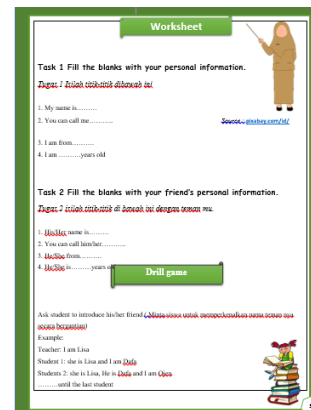 Worksheet
Task 1 Fill the blanks with your personal information.
Tugas 1 Isilah titik-titik dibawah ini
1. My name is………
2. You can call me………..
Source : pixabay.com/id/
3. I am from……….
4. I am ……….years old
Task 2 Fill the blanks with your friend's personal information.
Tugas 2 isilah titik-titik di bawah ini dengan teman mu.
1. His/Her name is………
2. You can call him/her………..
3. He/She from……….
4. He/She is………years
Drill game
Ask student to introduce his/her friend ( Minta siswa untuk memperkenalkan nama teman nya
secara bergantian)
Example:
Teacher: I am Lisa
Student 1: she is Lisa and I am Dafa
Students 2: she is Lisa, He is Dafa and I am Ojen
………until the last student